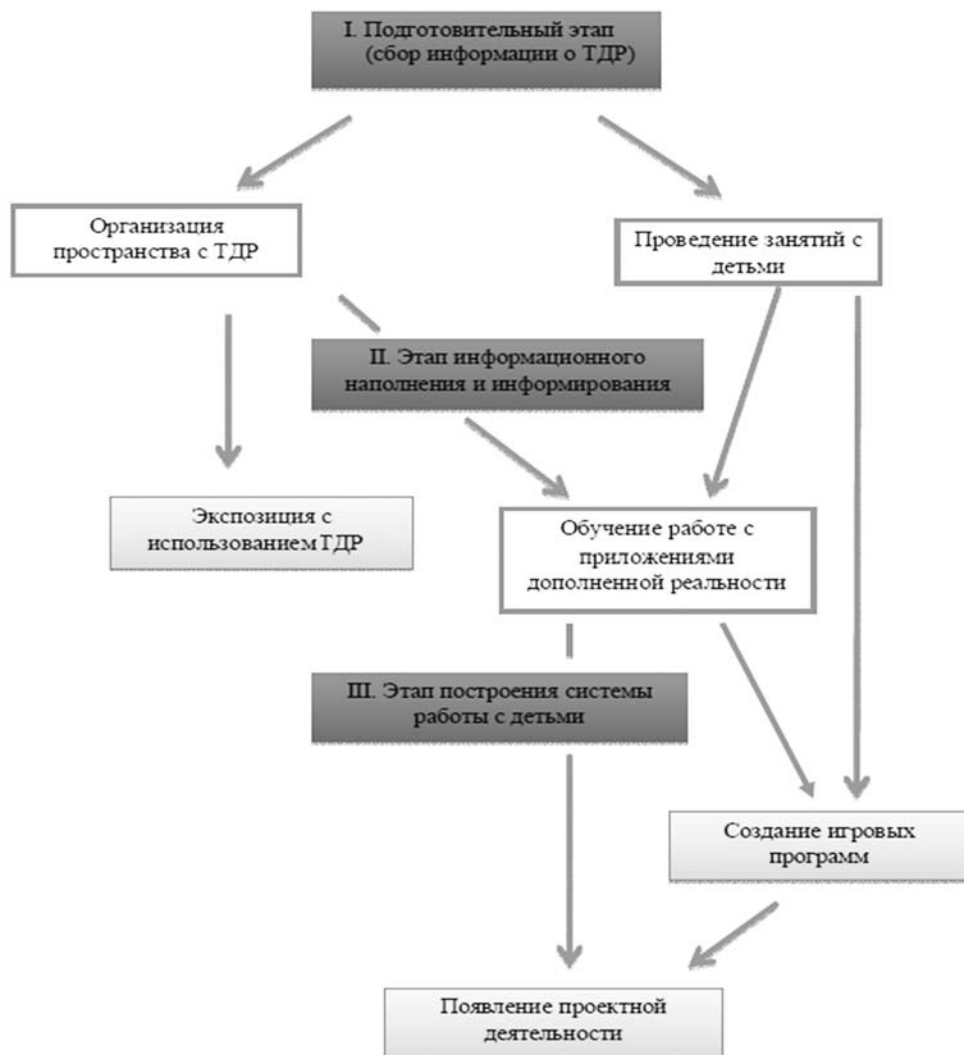 I. Подготовительный этап
(сбор информации о ТДР)
Организация
пространства с ТДР
Проведение занятий с
детьми
II. Этап информационного
наполнения и информирования
Экспозиция с
использованием ТДР
Обучение работе с
приложениями
дополненной реальности
III. Этап построения системы
работы с детьми
Создание игровых
программ
Появление проектной
деятельности